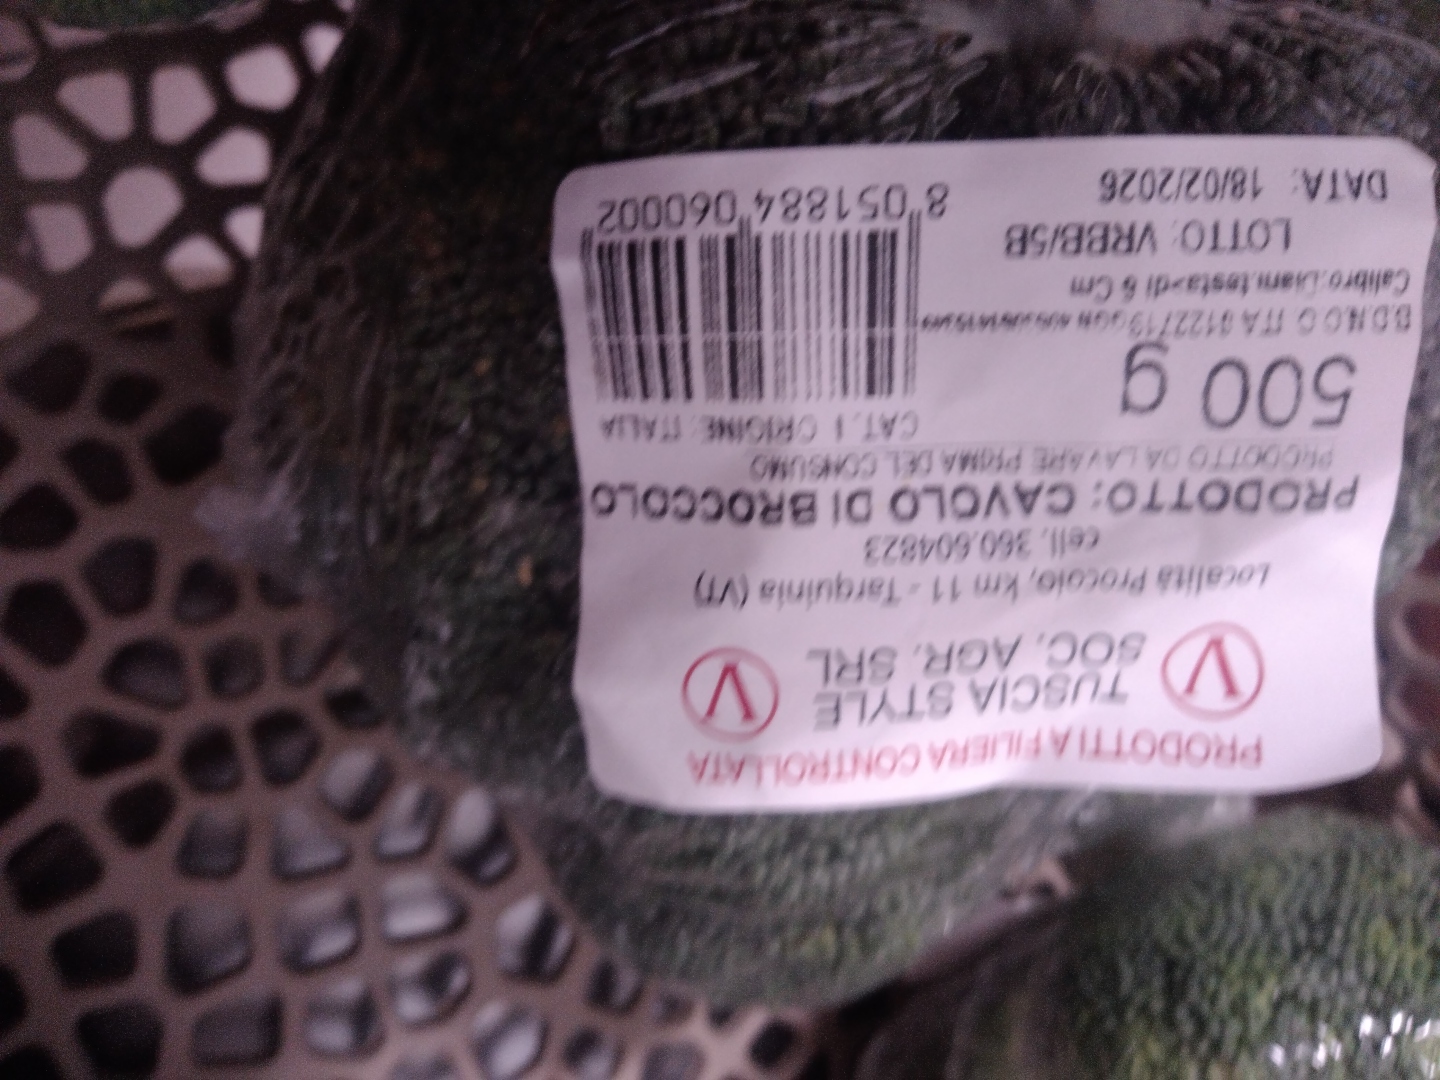 PRODOTTI A FILIERA CONTROLLATA
V TUSCIA STYLE V
SOC. AGR. SRL
Località Procoio, km 11 - Tarquinia (VT)
cell. 360.604823
PRODOTTO: CAVOLO DI BROCCOLO
PRODOTTO DA LAVARE PRIMA DEL CONSUMO
500 g
CAT. I ORIGINE: ITALIA
B.D.N.O.O. ITA 0122713
Calibro:Diam.testa>di 6 Cm
LOTTO: VRBB/5B
DATA: 18/02/2026
8 051884 060002